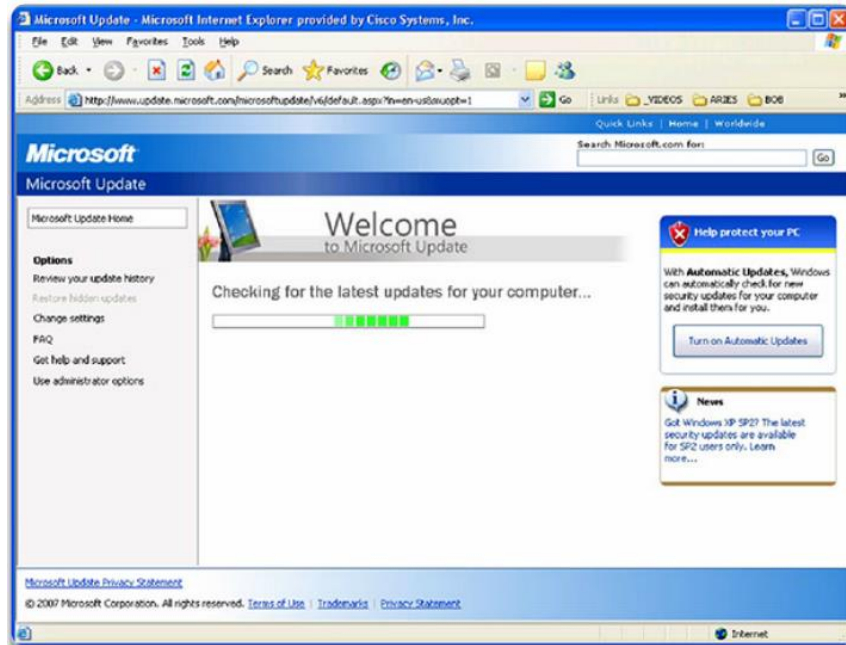 Microsoft Update - Microsoft Internet Explorer provided by Cisco Systems, Inc.
File Edit View Favorites Tools Help
Back Search Favorites
Address http://www.update.microsoft.com/microsoftupdate/v6/default.aspx?ln=en-us&muopt=1 Go Links _VIDEOS ARIES BOB »
Quick Links | Home | Worldwide
Microsoft
Search Microsoft.com for:
Go
Microsoft Update
Microsoft Update Home
Options
Review your update history
Restore hidden updates
Change settings
FAQ
Get help and support
Use administrator options
Welcome
to Microsoft Update
Checking for the latest updates for your computer...
Help protect your PC
With Automatic Updates, Windows
can automatically check for new
security updates for your computer
and install them for you.
Turn on Automatic Updates
News
Got Windows XP SP2? The latest
security updates are available
for SP2 users only. Learn
more...
Microsoft Update Privacy Statement
© 2007 Microsoft Corporation. All rights reserved. Terms of Use | Trademarks | Privacy Statement
Internet